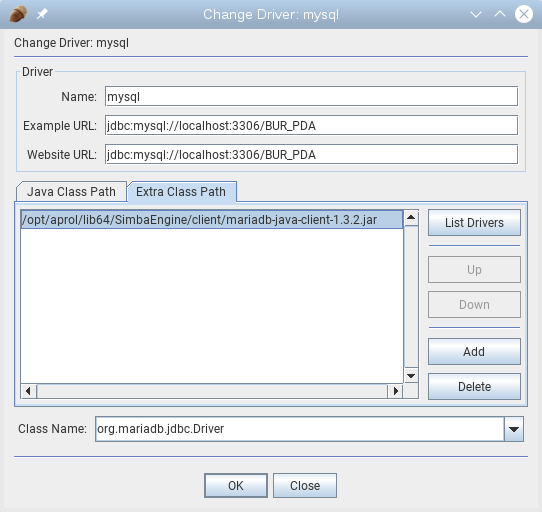 Change Driver: mysql
Change Driver: mysql
Driver
Name: mysql
Example URL: jdbc:mysql://localhost:3306/BUR_PDA
Website URL: jdbc:mysql://localhost:3306/BUR_PDA
Java Class Path Extra Class Path
/opt/aprol/lib64/SimbaEngine/client/mariadb-java-client-1.3.2.jar
List Drivers
Up
Down
Add
Delete
Class Name: org.mariadb.jdbc.Driver
OK Close